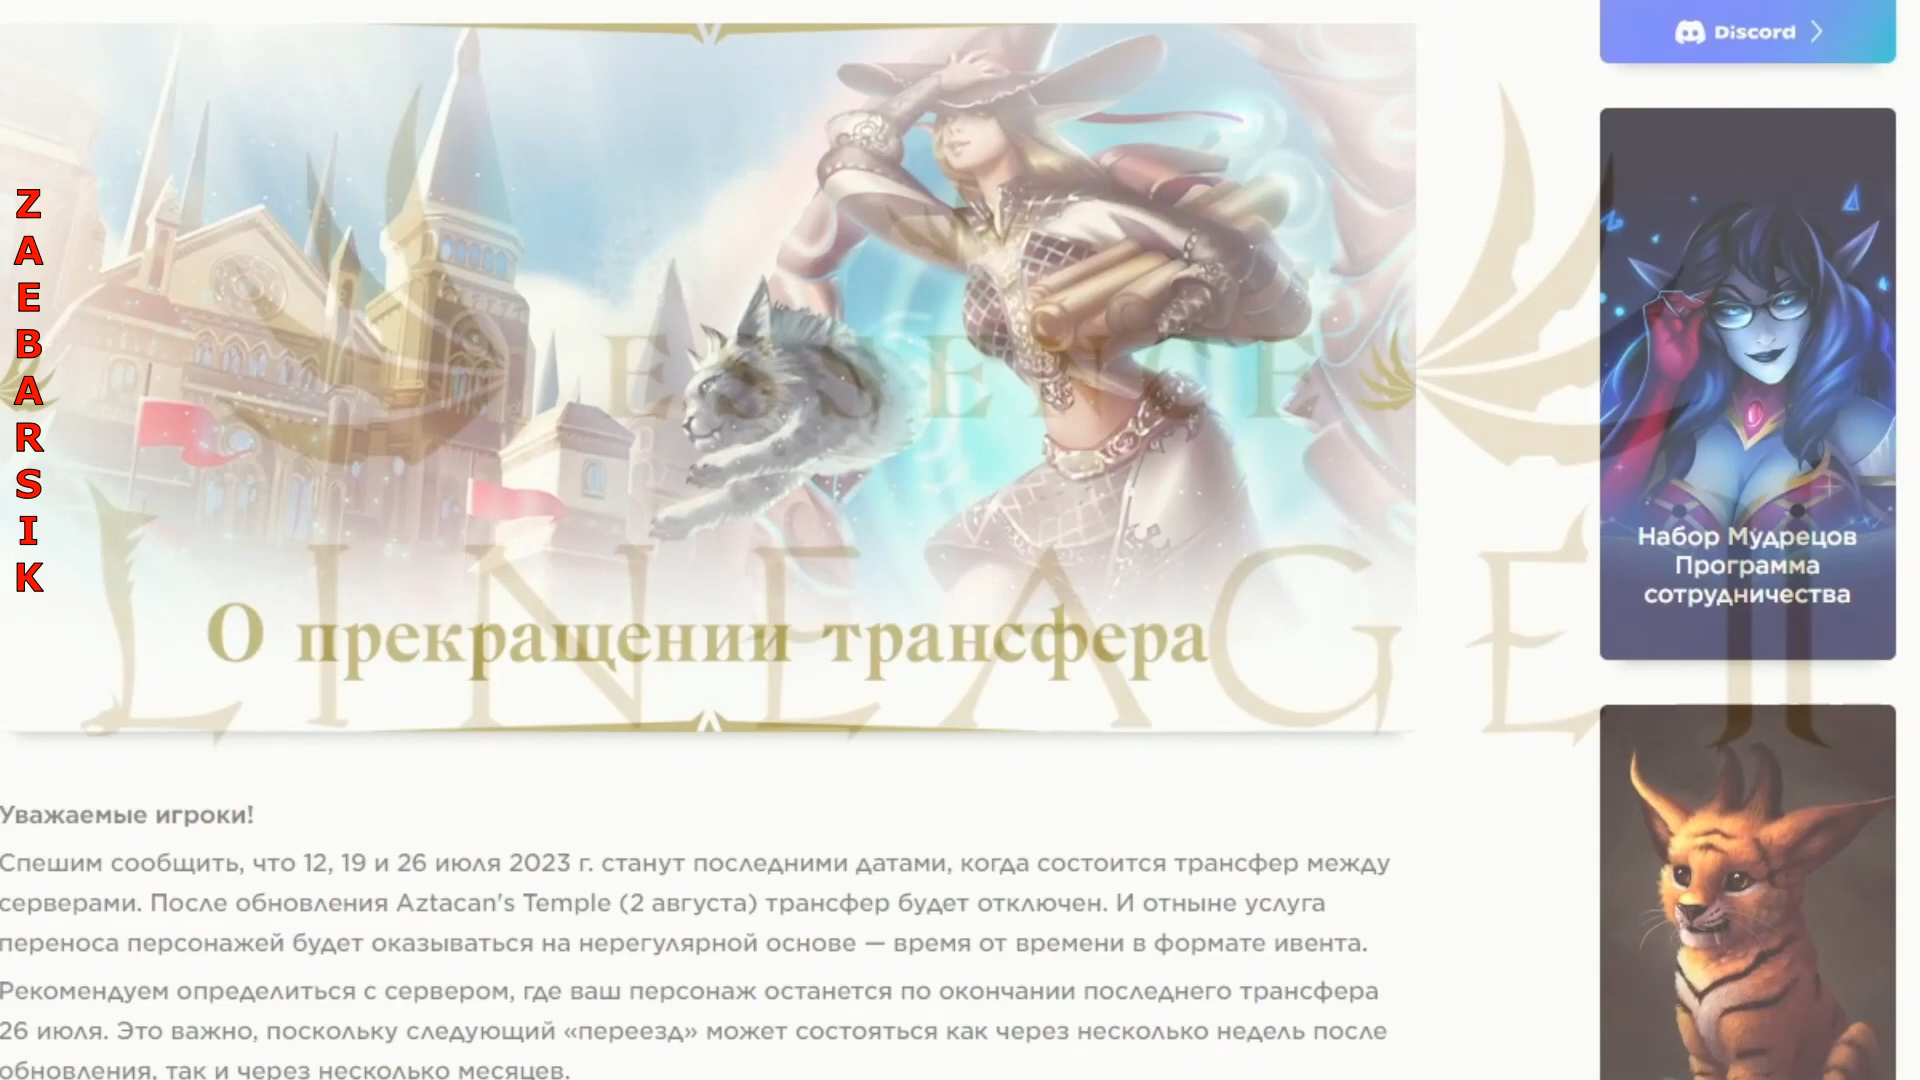 Discord
ZAEBARSIK
ESSENCE
LINEAGE II
О прекращении трансфера
Набор Мудрецов
Программа
сотрудничества
Уважаемые игроки!
Спешим сообщить, что 12, 19 и 26 июля 2023 г. станут последними датами, когда состоится трансфер между
серверами. После обновления Aztacan's Temple (2 августа) трансфер будет отключен. И отныне услуга
переноса персонажей будет оказываться на нерегулярной основе — время от времени в формате ивента.
Рекомендуем определиться с сервером, где ваш персонаж останется по окончании последнего трансфера
26 июля. Это важно, поскольку следующий «переезд» может состояться как через несколько недель после
обновления, так и через несколько месяцев.